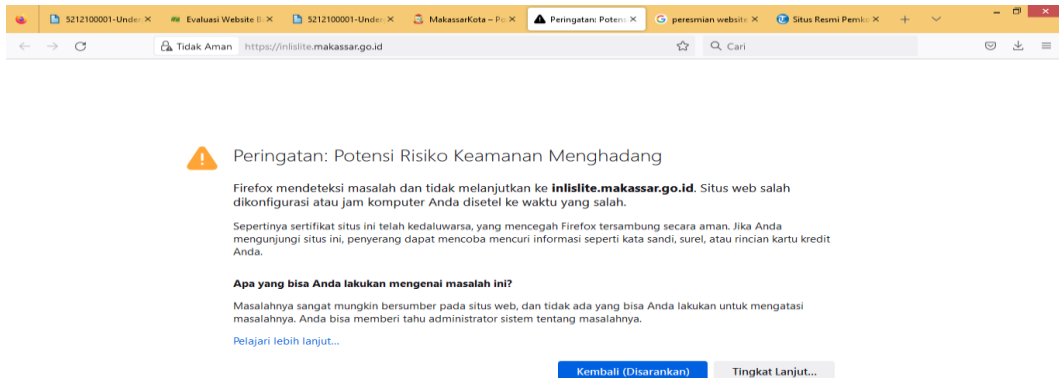 5212100001-Under
Evaluasi Website
5212100001-Under
MakassarKota – Po
Peringatan: Potens
peresmian website
Situs Resmi Pemko
Tidak Aman https://inlislite.makassar.go.id
Cari
Peringatan: Potensi Risiko Keamanan Menghadang
Firefox mendeteksi masalah dan tidak melanjutkan ke inlislite.makassar.go.id. Situs web salah
dikonfigurasi atau jam komputer Anda disetel ke waktu yang salah.
Sepertinya sertifikat situs ini telah kedaluwarsa, yang mencegah Firefox tersambung secara aman. Jika Anda
mengunjungi situs ini, penyerang dapat mencoba mencuri informasi seperti kata sandi, surel, atau rincian kartu kredit
Anda.
Apa yang bisa Anda lakukan mengenai masalah ini?
Masalahnya sangat mungkin bersumber pada situs web, dan tidak ada yang bisa Anda lakukan untuk mengatasi
masalahnya. Anda bisa memberi tahu administrator sistem tentang masalahnya.
Pelajari lebih lanjut...
Kembali (Disarankan)
Tingkat Lanjut...